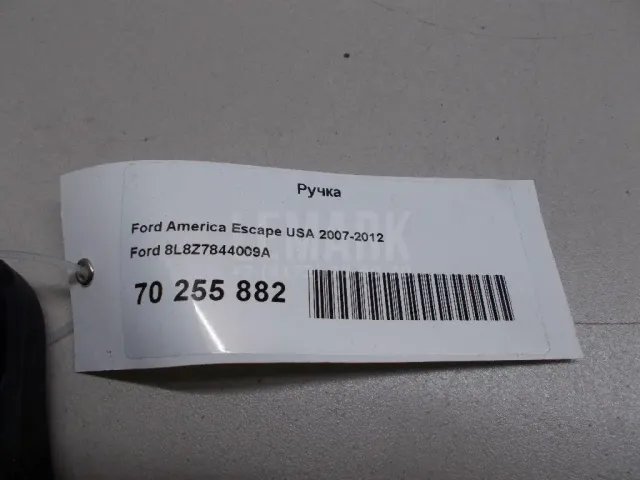 Ручка
Ford America Escape USA 2007-2012
Ford 8L8Z7844009A
70 255 882